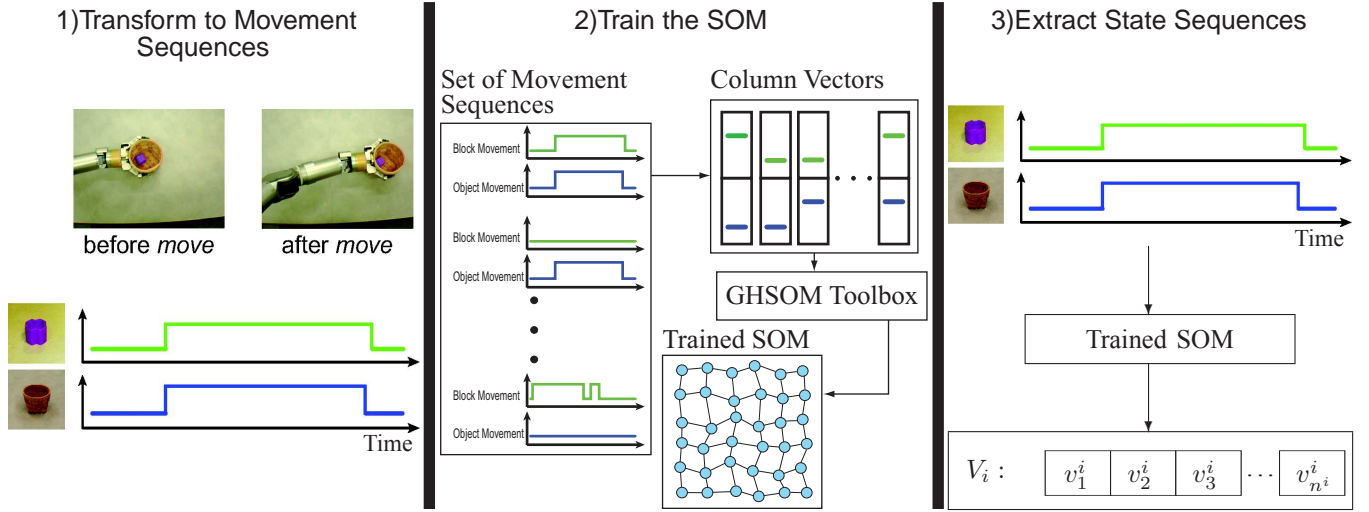 1)Transform to Movement
Sequences
before move
after move
Time
2)Train the SOM
Set of Movement
Sequences
Block Movement
Object Movement
Block Movement
Object Movement
Block Movement
Object Movement
Column Vectors
GHSOM Toolbox
Trained SOM
3)Extract State Sequences
Time
Trained SOM
V_i : v_1^i v_2^i v_3^i ··· v_{n^i}^i